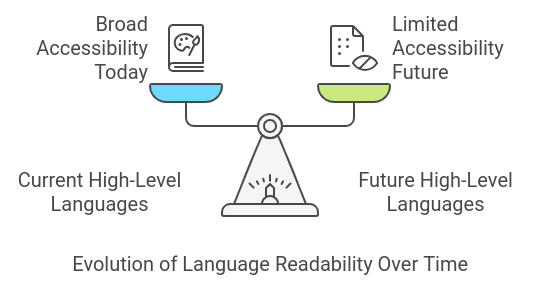 Broad
Accessibility
Today
Limited
Accessibility
Future
Current High-Level
Languages
Future High-Level
Languages
Evolution of Language Readability Over Time